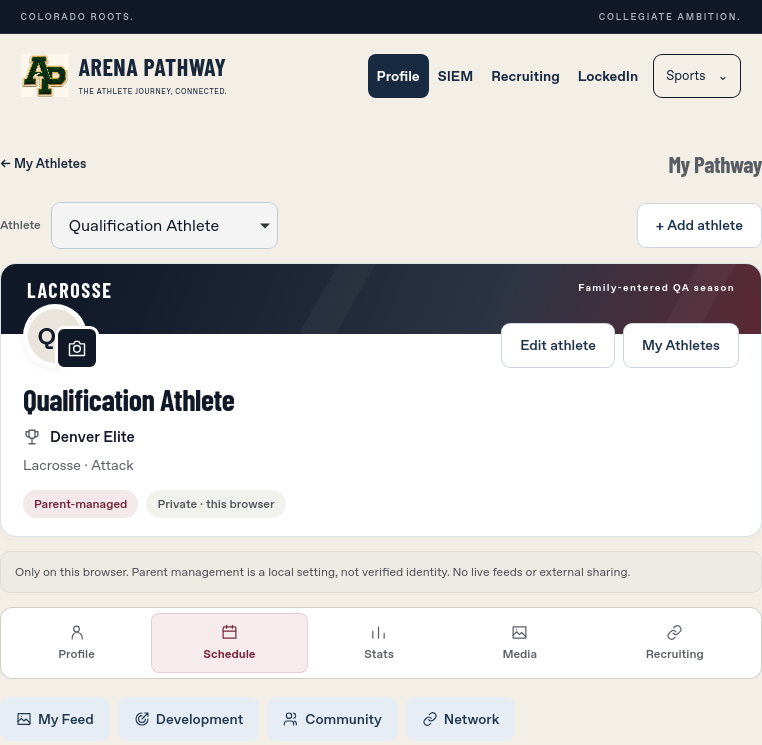 COLORADO ROOTS.
COLLEGIATE AMBITION.
AP
ARENA PATHWAY
THE ATHLETE JOURNEY, CONNECTED.
Profile
SIEM
Recruiting
LockedIn
Sports
← My Athletes
My Pathway
Athlete
Qualification Athlete
+ Add athlete
LACROSSE
Family-entered QA season
Q
Edit athlete
My Athletes
Qualification Athlete
Denver Elite
Lacrosse · Attack
Parent-managed
Private · this browser
Only on this browser. Parent management is a local setting, not verified identity. No live feeds or external sharing.
Profile
Schedule
Stats
Media
Recruiting
My Feed
Development
Community
Network